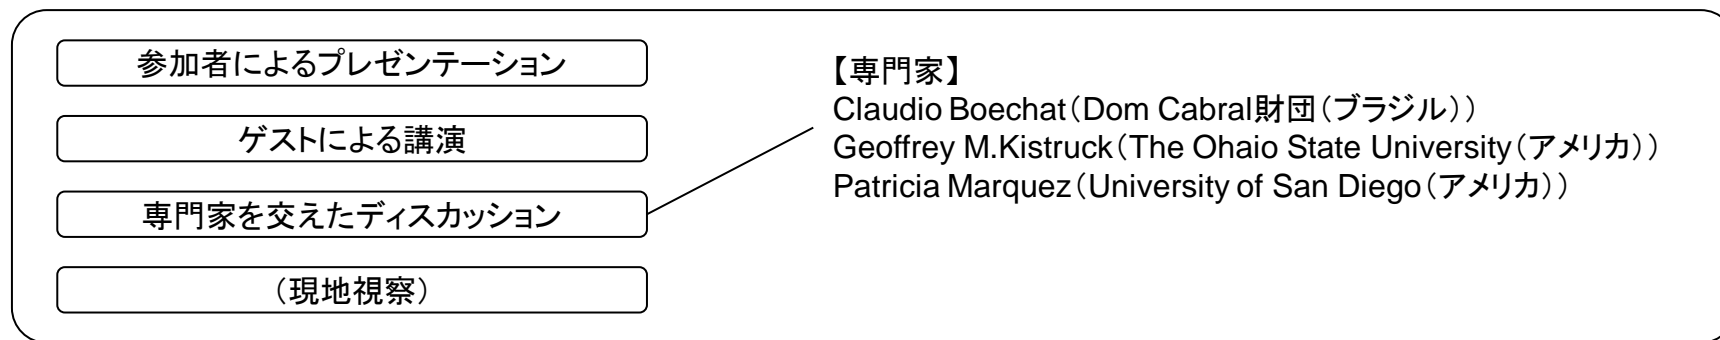 参加者によるプレゼンテーション
ゲストによる講演
専門家を交えたディスカッション
（現地視察）
【専門家】
Claudio Boechat（Dom Cabral財団（ブラジル））
Geoffrey M.Kistruck（The Ohaio State University（アメリカ））
Patricia Marquez（University of San Diego（アメリカ））